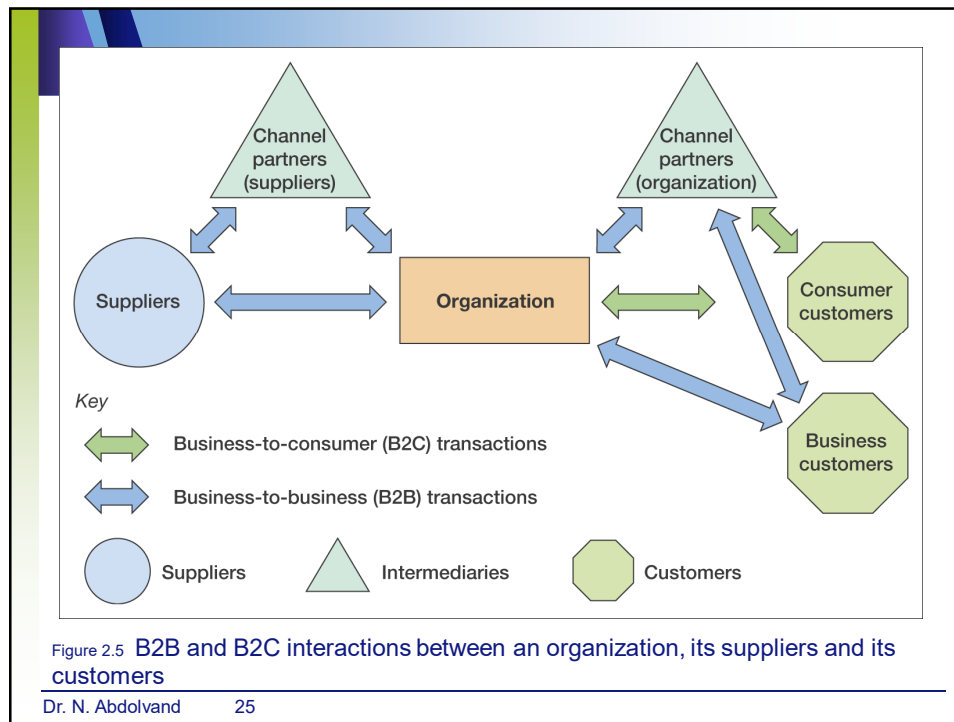 Channel
partners
(suppliers)
Channel
partners
(organization)
Suppliers
Organization
Consumer
customers
Business
customers
Key
Business-to-consumer (B2C) transactions
Business-to-business (B2B) transactions
Suppliers
Intermediaries
Customers
Figure 2.5 B2B and B2C interactions between an organization, its suppliers and its
customers
Dr. N. Abdolvand 25